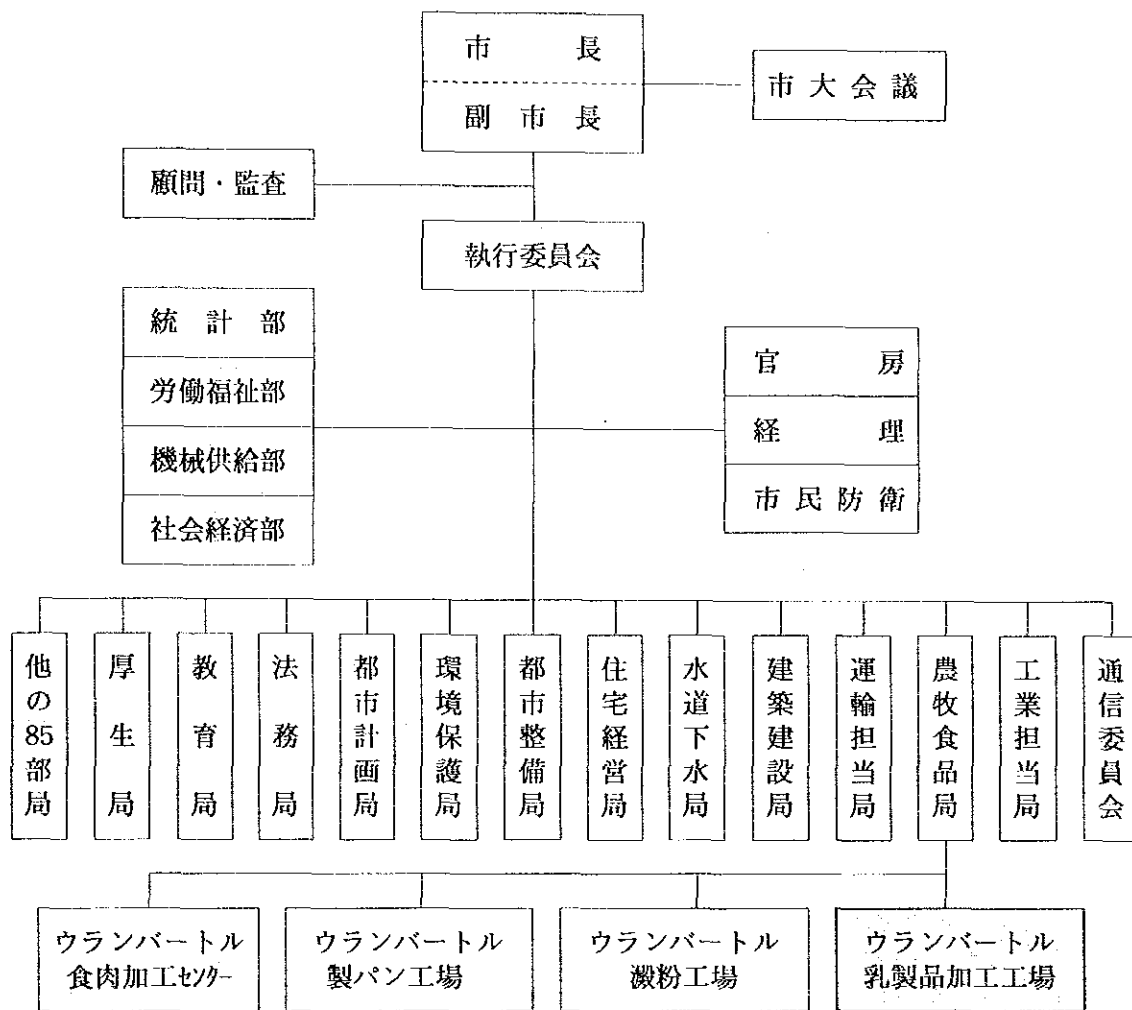 市長
副市長
市大会議
顧問・監査
執行委員会
統計部
労働福祉部
機械供給部
社会経済部
官房
経理
市民防衛
他の85部局
厚生局
教育局
法務局
都市計画局
環境保護局
都市整備局
住宅経営局
水道下水局
建築建設局
運輸担当局
農牧食品局
工業担当局
通信委員会
ウランバートル
食肉加工センター
ウランバートル
製パン工場
ウランバートル
澱粉工場
ウランバートル
乳製品加工工場